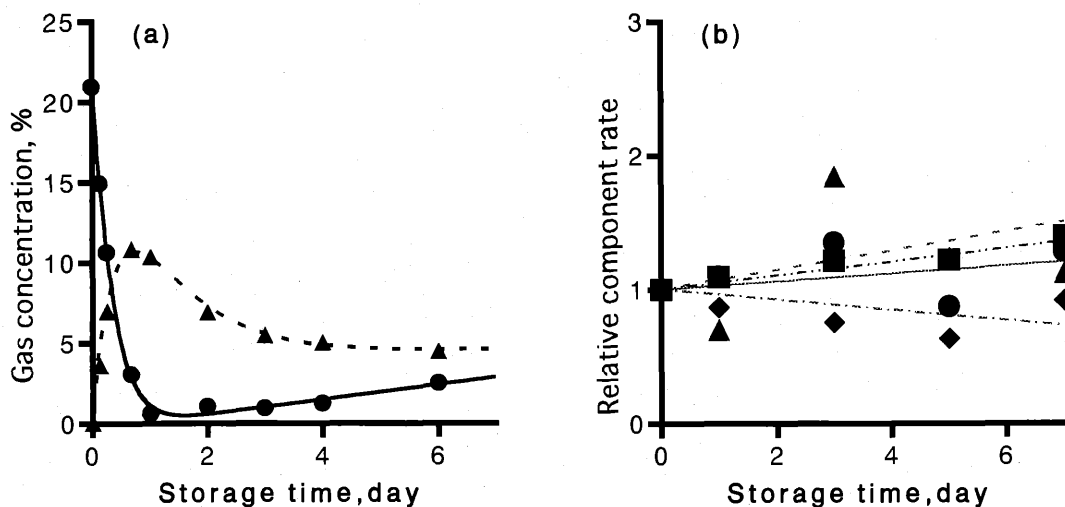 (a)
Gas concentration, %
25
20
15
10
5
0
0 2 4 6
Storage time,day
(b)
Relative component rate
3
2
1
0
0 2 4 6
Storage time,day